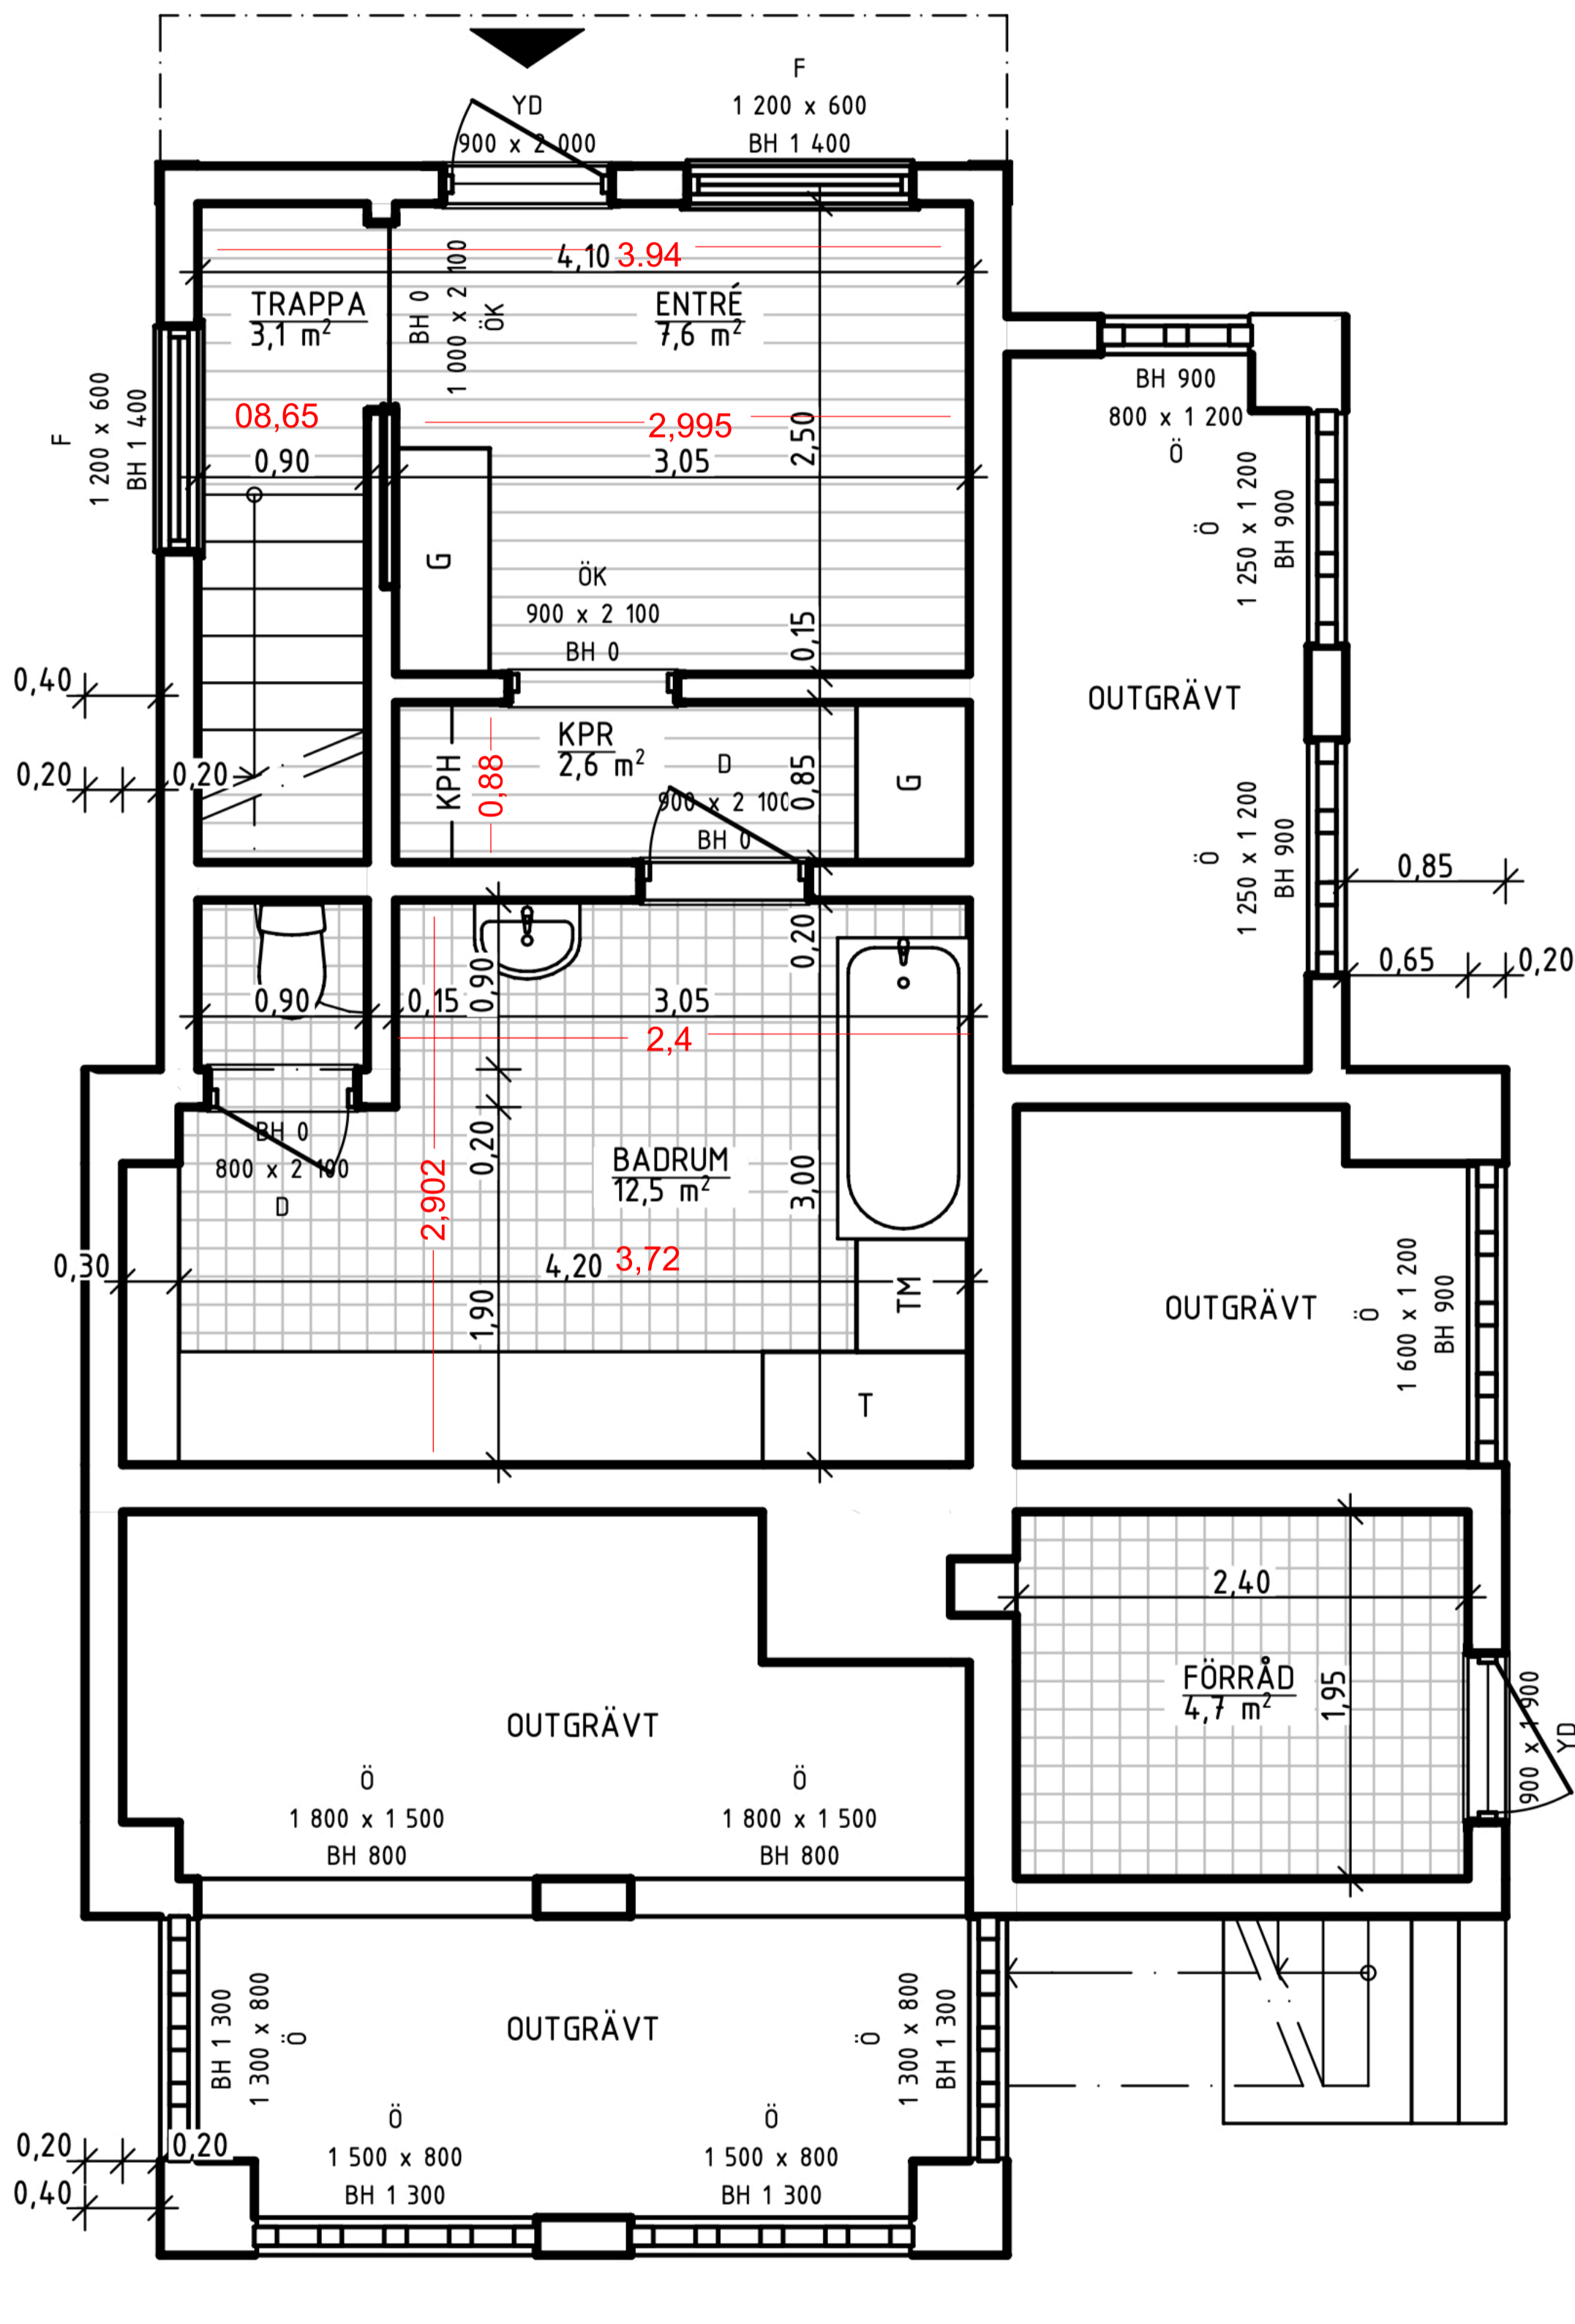 F
YD
1 200 x 600
900 x 2 000
BH 1 400
4,10
3.94
TRAPPA
3,1 m²
BH 0
1 000 x 2 100
ÖK
ENTRÉ
7,6 m²
F
1 200 x 600
BH 1 400
BH 900
800 x 1 200
Ö
08,65
2,995
2,50
0,90
3,05
Ö
1 250 x 1 200
BH 900
G
ÖK
900 x 2 100
BH 0
0,15
0,40
OUTGRÄVT
KPR
2,6 m²
KPH
0,88
D
900 x 2 100
BH 0
0,85
G
0,20
0,20
Ö
1 250 x 1 200
BH 900
0,85
0,20
0,65
0,20
0,90
0,15
0,90
3,05
2,4
BH 0
800 x 2 100
D
0,20
2,902
BADRUM
12,5 m²
3,00
0,30
4,20
3,72
1,90
TM
OUTGRÄVT
Ö
1 600 x 1 200
BH 900
T
2,40
FÖRRÅD
4,7 m²
1,95
900 x 1 900
YD
OUTGRÄVT
Ö
1 800 x 1 500
BH 800
Ö
1 800 x 1 500
BH 800
BH 1 300
1 300 x 800
Ö
OUTGRÄVT
Ö
1 300 x 800
BH 1 300
Ö
1 500 x 800
BH 1 300
Ö
1 500 x 800
BH 1 300
0,20
0,20
0,40